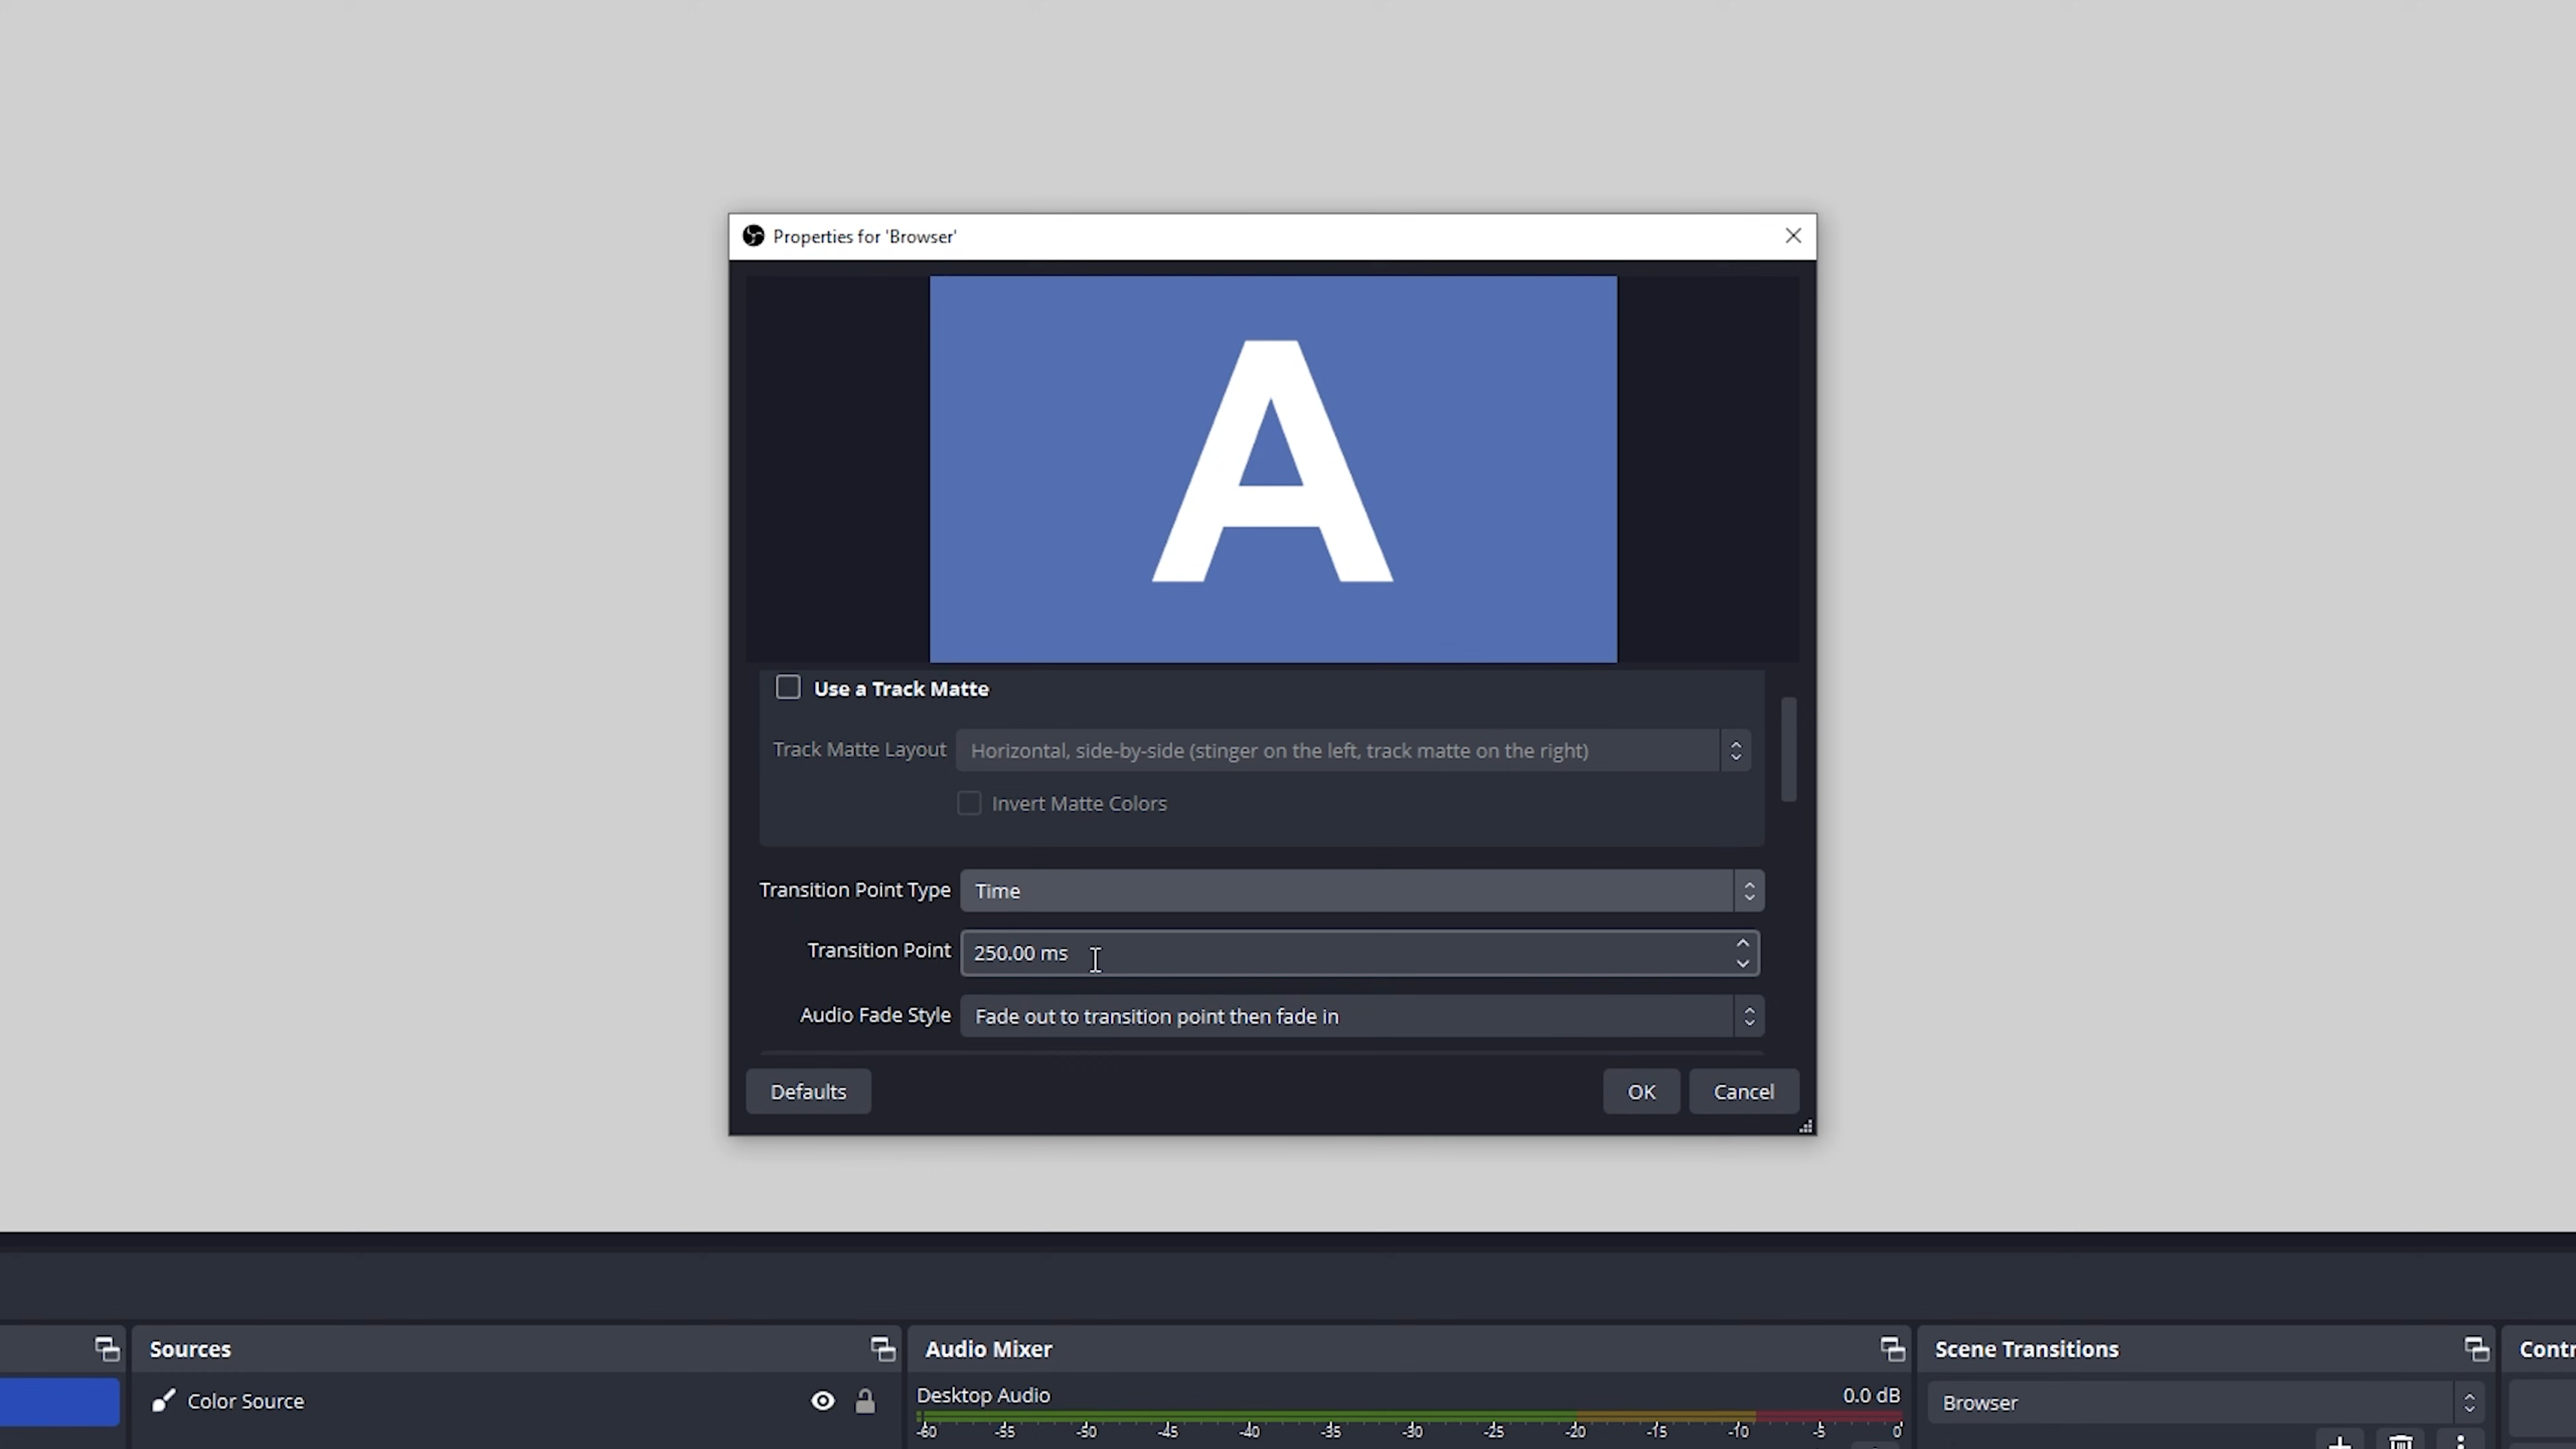 Properties for 'Browser'
A
Use a Track Matte
Track Matte Layout Horizontal, side-by-side (stinger on the left, track matte on the right)
Invert Matte Colors
Transition Point Type Time
Transition Point 250.00 ms
Audio Fade Style Fade out to transition point then fade in
Defaults OK Cancel
Sources Audio Mixer Scene Transitions Contr
Color Source Desktop Audio 0.0 dB Browser
-60 -55 -50 -45 -40 -35 -30 -25 -20 -15 -10 -5 0